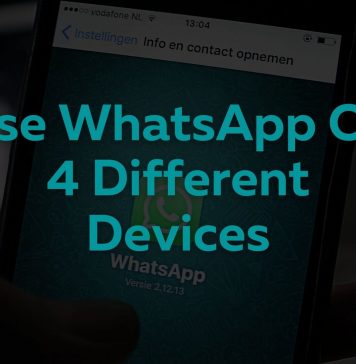 vodafone NL 13:04
Instellingen Info en contact opnemen
se WhatsApp
4 Different
Devices
WhatsApp
Versie 2.12.13